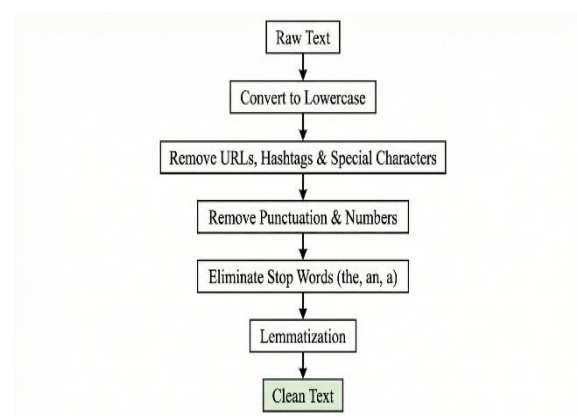 Raw Text
Convert to Lowercase
Remove URLs, Hashtags & Special Characters
Remove Punctuation & Numbers
Eliminate Stop Words (the, an, a)
Lemmatization
Clean Text